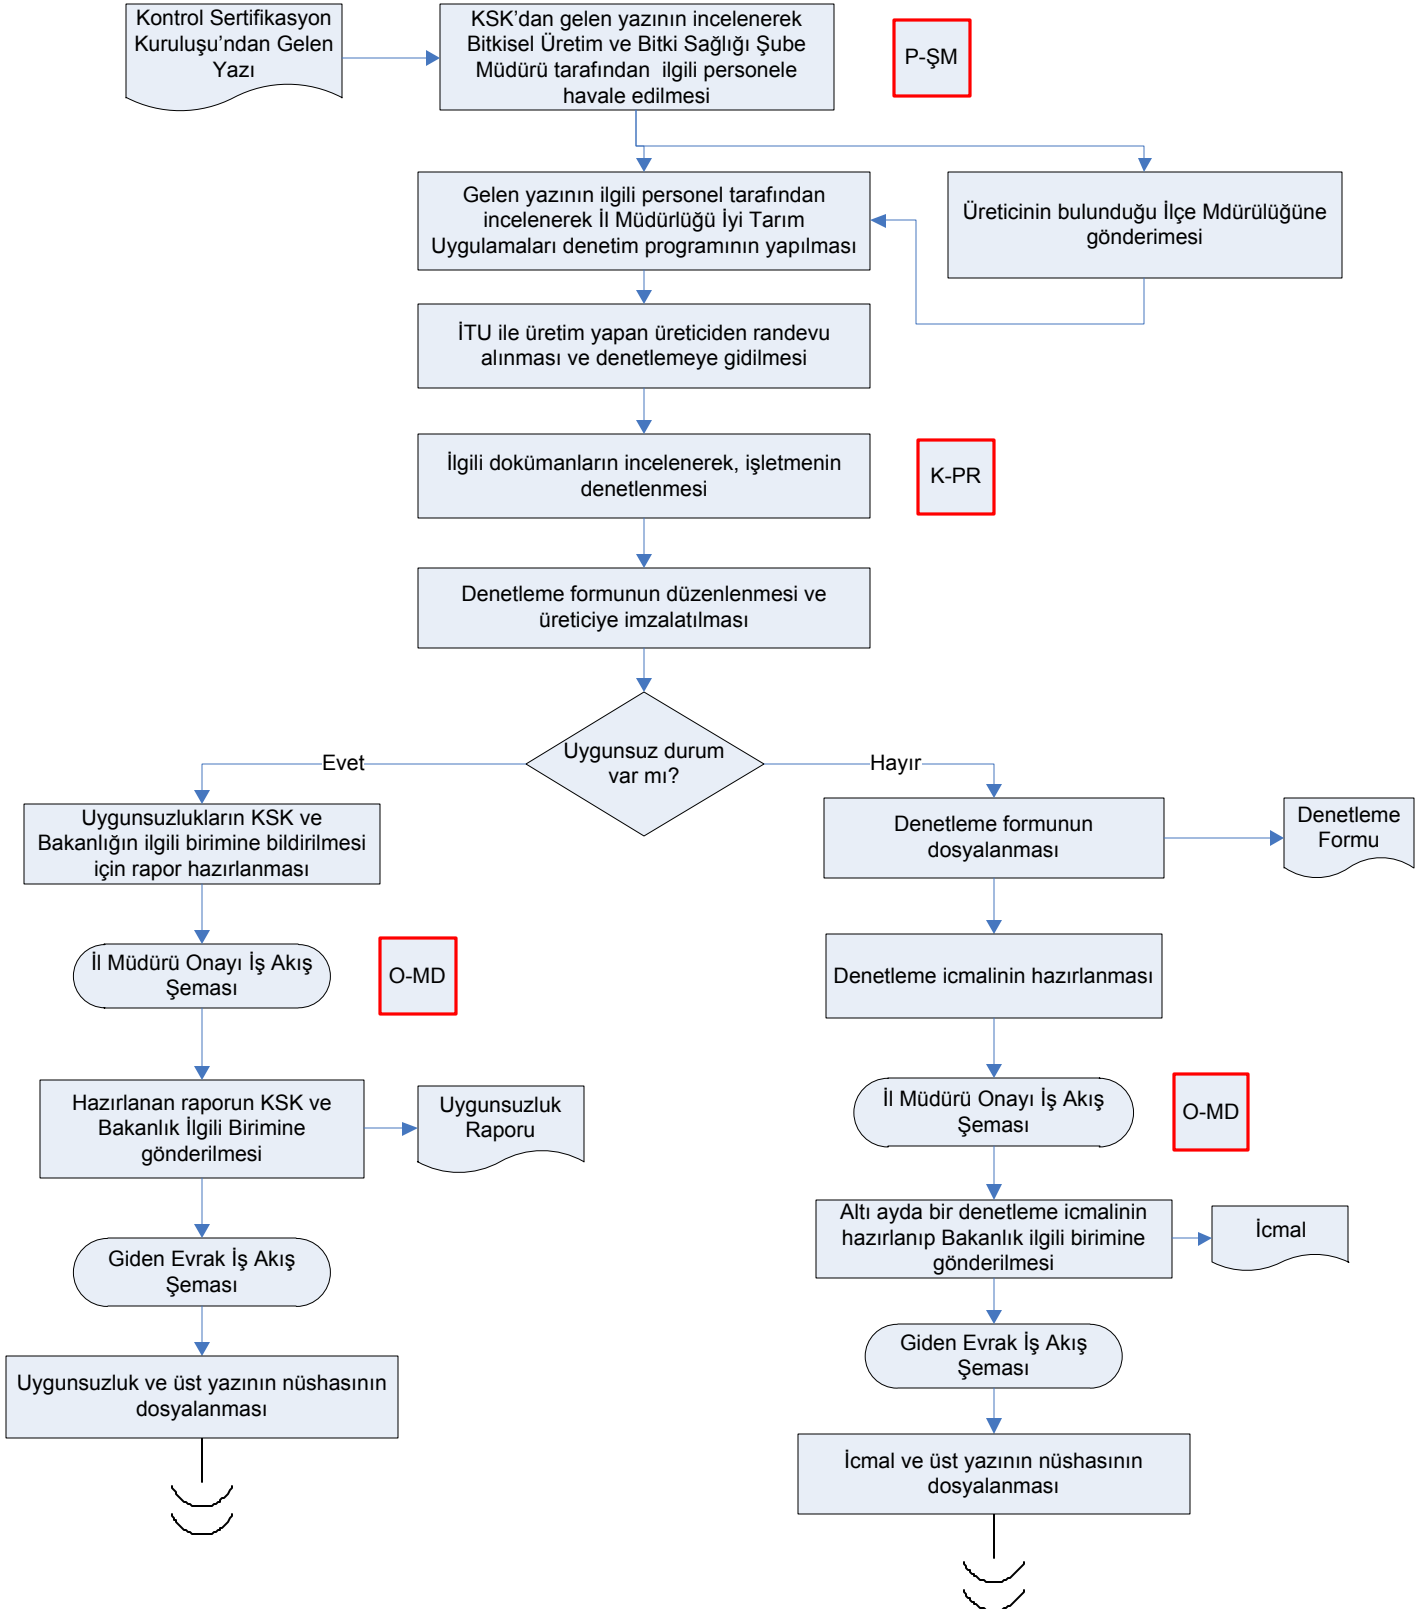 Kontrol Sertifikasyon
Kuruluşu’ndan Gelen
Yazı
KSK’dan gelen yazının incelenerek
Bitkisel Üretim ve Bitki Sağlığı Şube
Müdürü tarafından ilgili personele
havale edilmesi
P-ŞM
Gelen yazının ilgili personel tarafından
incelenerek İl Müdürlüğü İyi Tarım
Uygulamaları denetim programının yapılması
Üreticinin bulunduğu İlçe Mdürülüğüne
gönderimesi
İTU ile üretim yapan üreticiden randevu
alınması ve denetlemeye gidilmesi
İlgili dokümanların incelenerek, işletmenin
denetlenmesi
K-PR
Denetleme formunun düzenlenmesi ve
üreticiye imzalatılması
Uygunsuz durum
var mı?
Evet
Hayır
Uygunsuzlukların KSK ve
Bakanlığın ilgili birimine bildirilmesi
için rapor hazırlanması
Denetleme formunun
dosyalanması
Denetleme
Formu
İl Müdürü Onayı İş Akış
Şeması
O-MD
Denetleme icmalinin hazırlanması
Hazırlanan raporun KSK ve
Bakanlık İlgili Birimine
gönderilmesi
Uygunsuzluk
Raporu
İl Müdürü Onayı İş Akış
Şeması
O-MD
Altı ayda bir denetleme icmalinin
hazırlanıp Bakanlık ilgili birimine
gönderilmesi
İcmal
Giden Evrak İş Akış
Şeması
Giden Evrak İş Akış
Şeması
Uygunsuzluk ve üst yazının nüshasının
dosyalanması
İcmal ve üst yazının nüshasının
dosyalanması